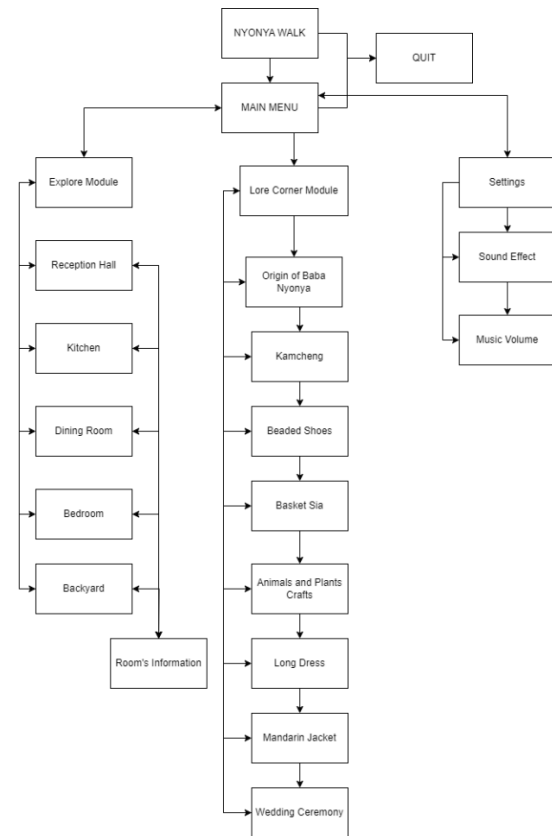 NYONYA WALK
QUIT
MAIN MENU
Explore Module
Lore Corner Module
Settings
Reception Hall
Origin of Baba
Nyonya
Sound Effect
Kitchen
Kamcheng
Music Volume
Dining Room
Beaded Shoes
Bedroom
Basket Sia
Backyard
Animals and Plants
Crafts
Room's Information
Long Dress
Mandarin Jacket
Wedding Ceremony